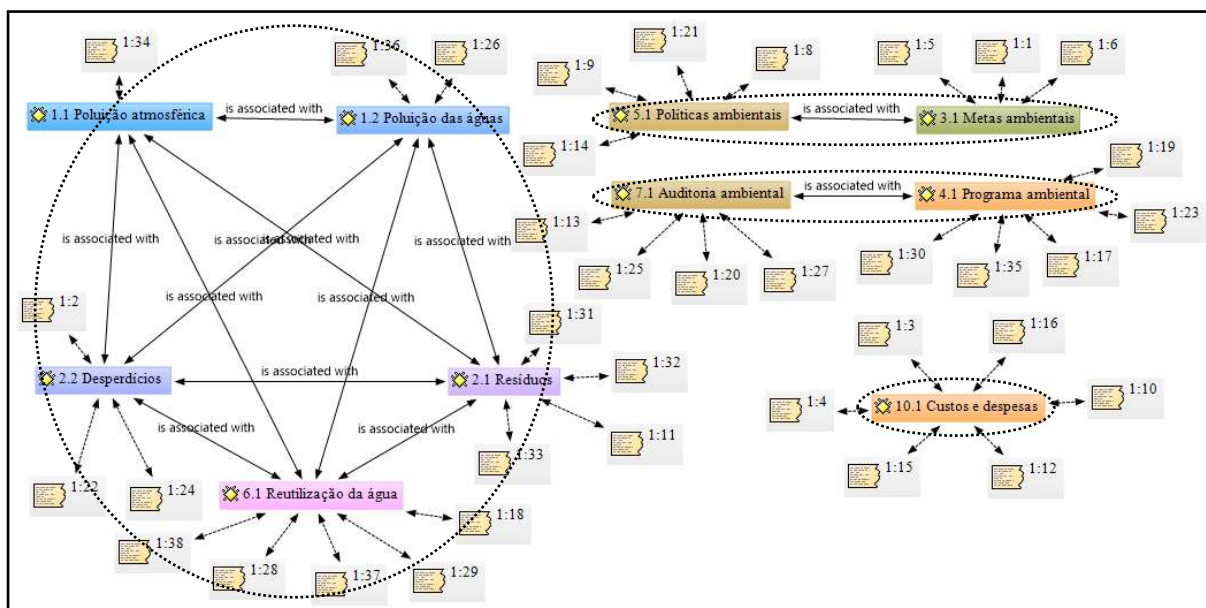 1:34
1:36
1:26
1:21
1:8
1:9
1:14
1:5
1:1
1:6
1.1 Poluição atmosférica
is associated with
1.2 Poluição das águas
5.1 Políticas ambientais
is associated with
3.1 Metas ambientais
1:19
7.1 Auditoria ambiental
is associated with
4.1 Programa ambiental
1:13
1:25
1:20
1:27
1:30
1:35
1:17
1:23
is associated with
is associated with
is associated with
is associated with
is associated with
is associated with
1:2
1:31
2.2 Desperdícios
is associated with
2.1 Resíduos
1:32
1:11
1:33
is associated with
is associated with
1:22
1:24
6.1 Reutilização da água
1:18
1:38
1:28
1:37
1:29
1:3
1:16
1:4
10.1 Custos e despesas
1:10
1:15
1:12